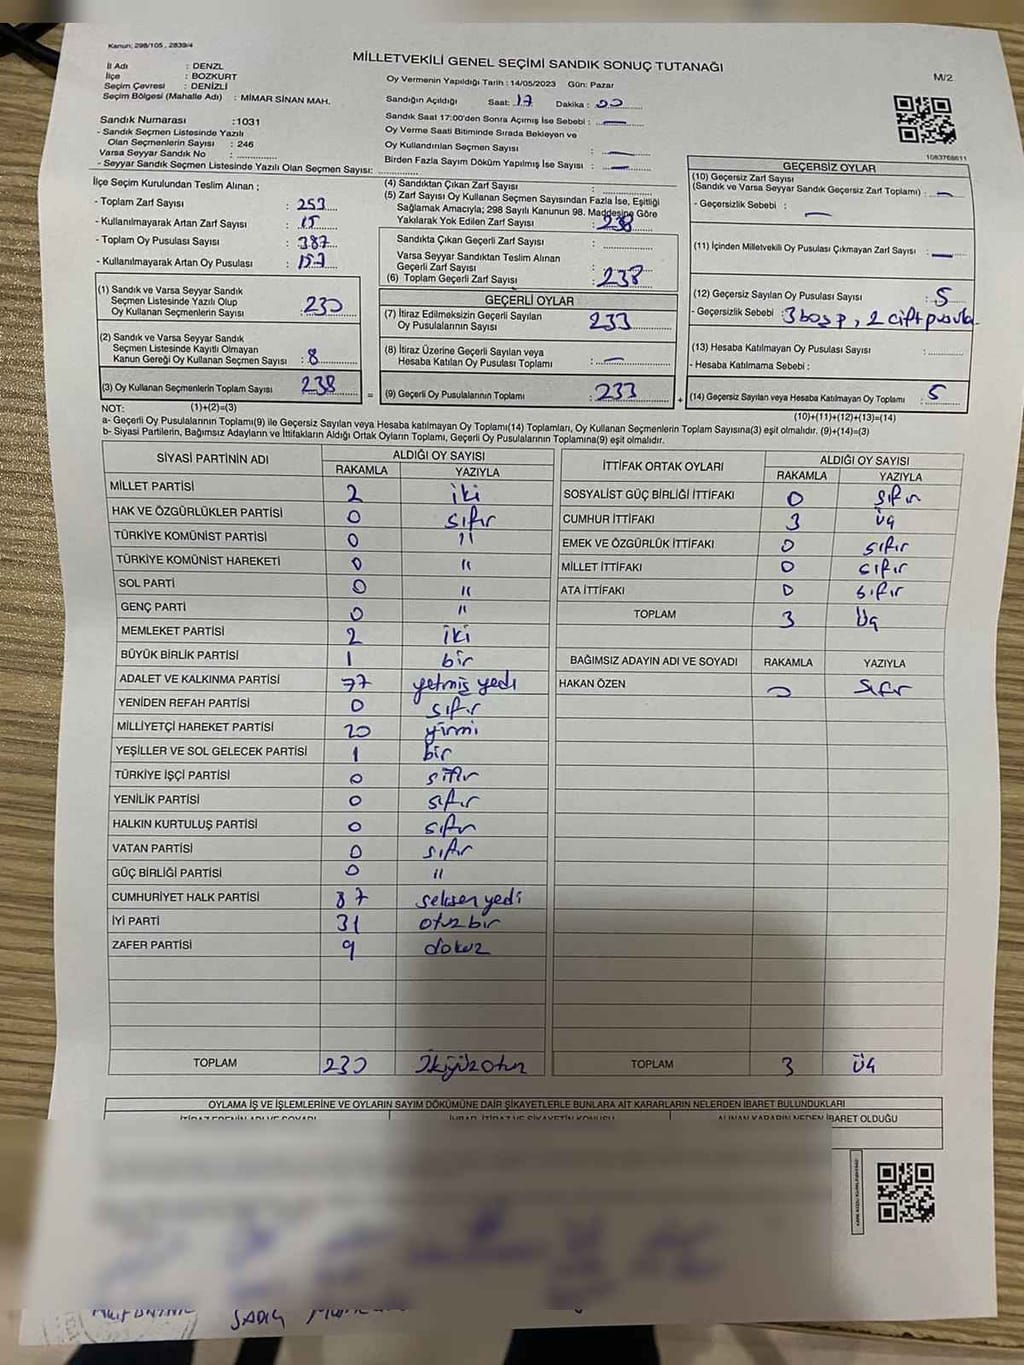 Kanun; 298/105 , 2839/4
MİLLETVEKİLİ GENEL SEÇİMİ SANDIK SONUÇ TUTANAĞI
M/2
İl Adı : DENİZLİ
İlçe : BOZKURT
Seçim Çevresi : DENİZLİ
Seçim Bölgesi (Mahalle Adı) : MİMAR SİNAN MAH.
Sandık Numarası :1031
- Sandık Seçmen Listesinde Yazılı
Olan Seçmenlerin Sayısı : 246
Varsa Seyyar Sandık No : ..............
- Seyyar Sandık Seçmen Listesinde Yazılı Olan Seçmen Sayısı: ..............
Oy Vermenin Yapıldığı Tarih : 14/05/2023 Gün: Pazar
Sandığın Açıldığı Saat: 17 Dakika : 00
Sandık Saat 17:00'den Sonra Açımış İse Sebebi : —
Oy Verme Saati Bitiminde Sırada Bekleyen ve
Oy Kullandırılan Seçmen Sayısı : —
Birden Fazla Sayım Döküm Yapılmış İse Sayısı : —
1083768611
İlçe Seçim Kurulundan Teslim Alınan ;
- Toplam Zarf Sayısı : 253
- Kullanılmayarak Artan Zarf Sayısı : 15
- Toplam Oy Pusulası Sayısı : 387
- Kullanılmayarak Artan Oy Pusulası : 157
(4) Sandıktan Çıkan Zarf Sayısı : ..............
(5) Zarf Sayısı Oy Kullanan Seçmen Sayısından Fazla İse, Eşitliği
Sağlamak Amacıyla; 298 Sayılı Kanunun 98. Maddesine Göre
Yakılarak Yok Edilen Zarf Sayısı : 238
Sandıkta Çıkan Geçerli Zarf Sayısı : ..............
Varsa Seyyar Sandıktan Teslim Alınan
Geçerli Zarf Sayısı : ..............
(6) Toplam Geçerli Zarf Sayısı : 238
GEÇERSİZ OYLAR
(10) Geçersiz Zarf Sayısı
(Sandık ve Varsa Seyyar Sandık Geçersiz Zarf Toplamı) : —
- Geçersizlik Sebebi : —
(11) İçinden Milletvekili Oy Pusulası Çıkmayan Zarf Sayısı : —
(12) Geçersiz Sayılan Oy Pusulası Sayısı : 5
- Geçersizlik Sebebi : 3 boş p, 2 çift pusula
(13) Hesaba Katılmayan Oy Pusulası Sayısı : ..............
- Hesaba Katılmama Sebebi :
(14) Geçersiz Sayılan veya Hesaba Katılmayan Oy Toplamı : 5
(10)+(11)+(12)+(13)=(14)
(1) Sandık ve Varsa Seyyar Sandık
Seçmen Listesinde Yazılı Olup
Oy Kullanan Seçmenlerin Sayısı : 230
(2) Sandık ve Varsa Seyyar Sandık
Seçmen Listesinde Kayıtlı Olmayan
Kanun Gereği Oy Kullanan Seçmen Sayısı : 8
(3) Oy Kullanan Seçmenlerin Toplam Sayısı 238 =
GEÇERLİ OYLAR
(7) İtiraz Edilmeksizin Geçerli Sayılan
Oy Pusulalarının Sayısı : 233
(8) İtiraz Üzerine Geçerli Sayılan veya
Hesaba Katılan Oy Pusulası Toplamı : —
(9) Geçerli Oy Pusulalarının Toplamı : 233 +
NOT: (1)+(2)=(3)
a- Geçerli Oy Pusulalarının Toplamı(9) ile Geçersiz Sayılan veya Hesaba katılmayan Oy Toplamı(14) Toplamları, Oy Kullanan Seçmenlerin Toplam Sayısına(3) eşit olmalıdır. (9)+(14)=(3)
b- Siyasi Partilerin, Bağımsız Adayların ve İttifakların Aldığı Ortak Oyların Toplamı, Geçerli Oy Pusulalarının Toplamına(9) eşit olmalıdır.
SİYASİ PARTİNİN ADI ALDIĞI OY SAYISI
RAKAMLA YAZIYLA
MİLLET PARTİSİ 2 iki
HAK VE ÖZGÜRLÜKLER PARTİSİ 0 sıfır
TÜRKİYE KOMÜNİST PARTİSİ 0 "
TÜRKİYE KOMÜNİST HAREKETİ 0 "
SOL PARTİ 0 "
GENÇ PARTİ 0 "
MEMLEKET PARTİSİ 2 iki
BÜYÜK BİRLİK PARTİSİ 1 bir
ADALET VE KALKINMA PARTİSİ 77 yetmiş yedi
YENİDEN REFAH PARTİSİ 0 sıfır
MİLLİYETÇİ HAREKET PARTİSİ 20 yirmi
YEŞİLLER VE SOL GELECEK PARTİSİ 1 bir
TÜRKİYE İŞÇİ PARTİSİ 0 sıfır
YENİLİK PARTİSİ 0 sıfır
HALKIN KURTULUŞ PARTİSİ 0 sıfır
VATAN PARTİSİ 0 sıfır
GÜÇ BİRLİĞİ PARTİSİ 0 "
CUMHURİYET HALK PARTİSİ 87 seksen yedi
İYİ PARTİ 31 otuz bir
ZAFER PARTİSİ 9 dokuz
TOPLAM 230 İkiyüz otuz
İTTİFAK ORTAK OYLARI ALDIĞI OY SAYISI
RAKAMLA YAZIYLA
SOSYALİST GÜÇ BİRLİĞİ İTTİFAKI 0 sıfır
CUMHUR İTTİFAKI 3 üç
EMEK VE ÖZGÜRLÜK İTTİFAKI 0 sıfır
MİLLET İTTİFAKI 0 sıfır
ATA İTTİFAKI 0 sıfır
TOPLAM 3 Üç
BAĞIMSIZ ADAYIN ADI VE SOYADI RAKAMLA YAZIYLA
HAKAN ÖZEN 0 sıfır
TOPLAM 3 Üç
OYLAMA İŞ VE İŞLEMLERİNE VE OYLARIN SAYIM DÖKÜMÜNE DAİR ŞİKAYETLERLE BUNLARA AİT KARARLARIN NELERDEN İBARET BULUNDUKLARI
İTİRAZ EDENİN ADI VE SOYADI İHBAR, İTİRAZ VE ŞİKAYETİN KONUSU ALINAN KARARIN NEDEN İBARET OLDUĞU
SADIK